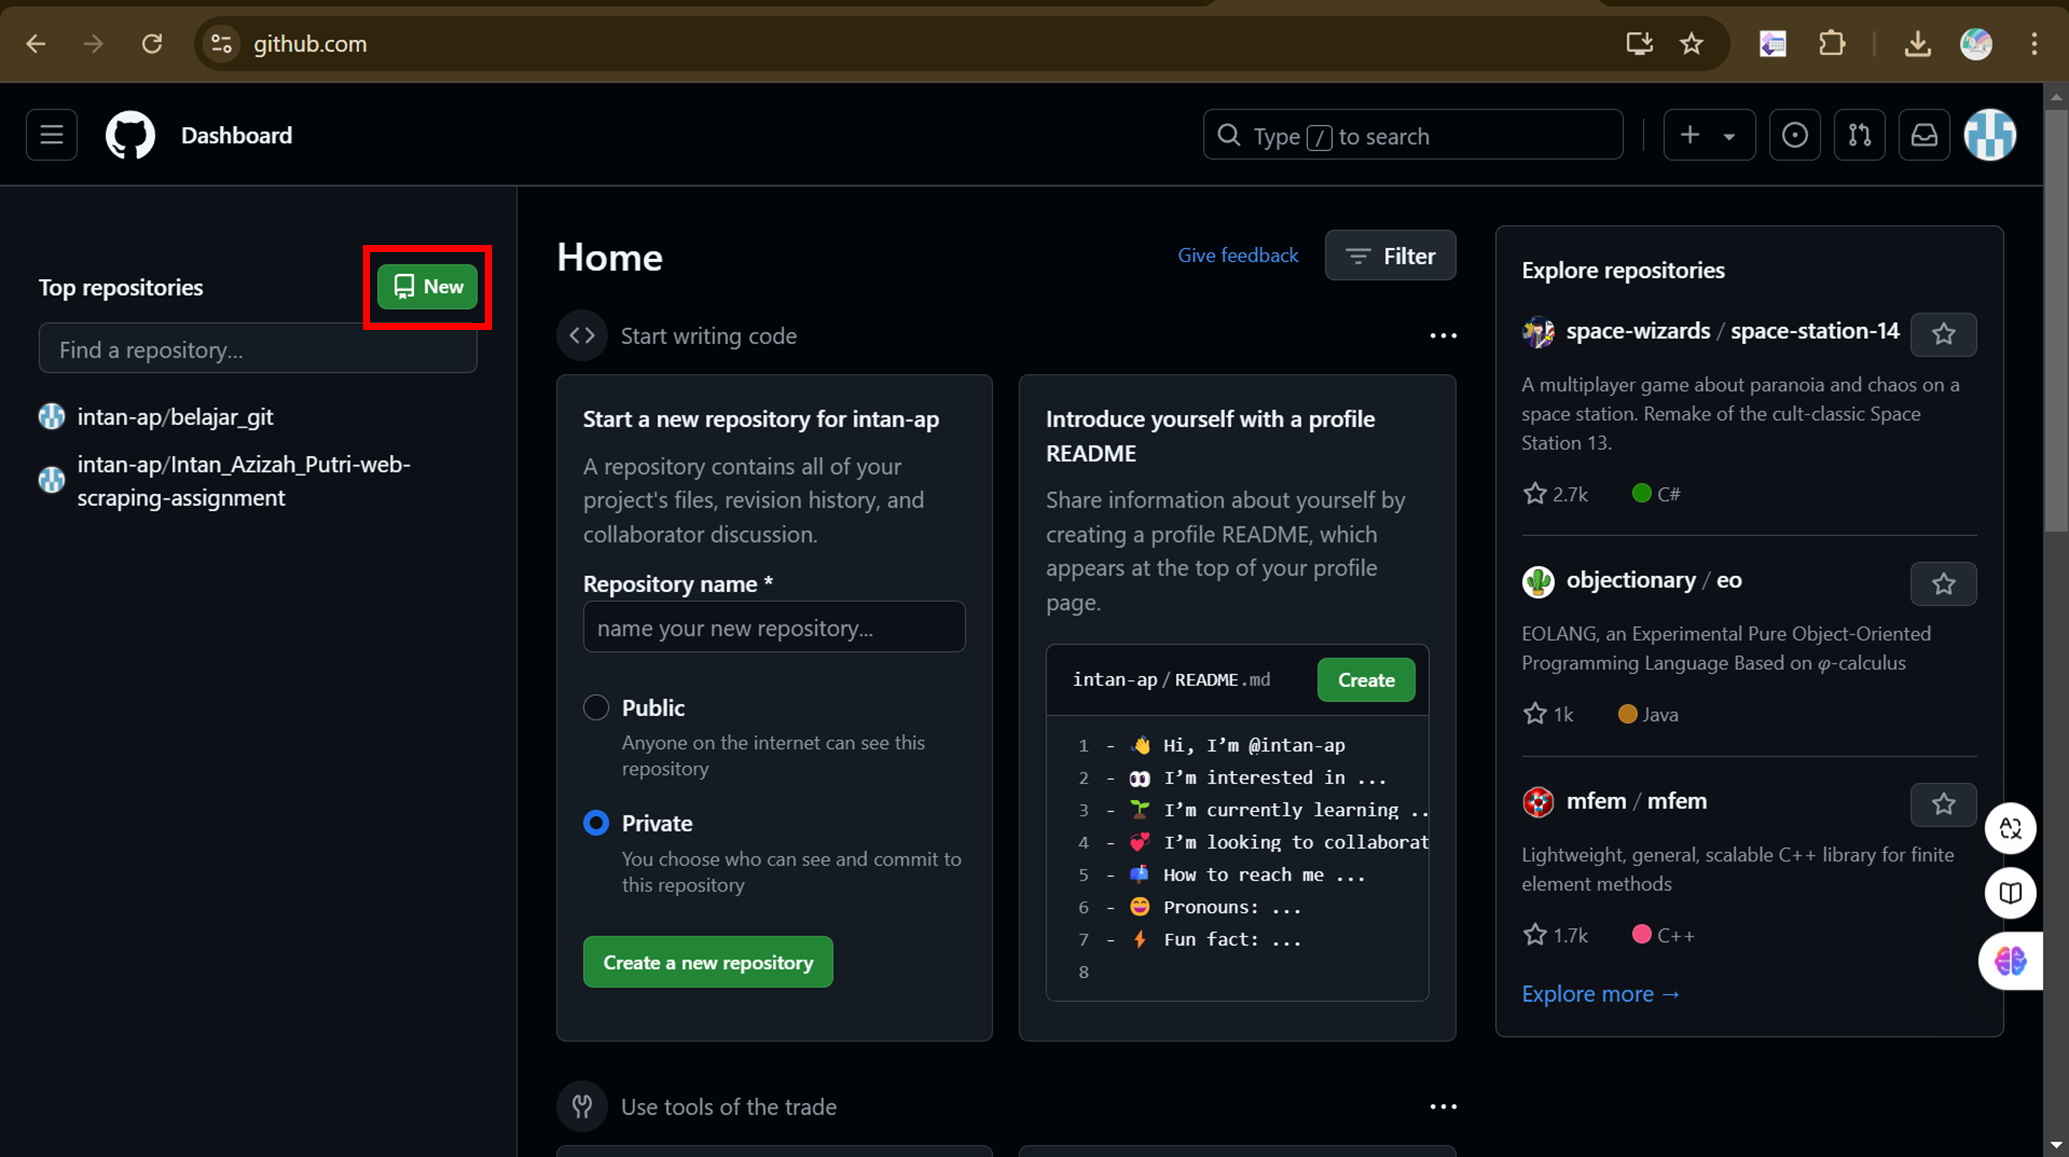 github.com
Dashboard
Type / to search
Top repositories
New
Find a repository...
intan-ap/belajar_git
intan-ap/Intan_Azizah_Putri-web-
scraping-assignment
Home
Give feedback
Filter
Start writing code
Start a new repository for intan-ap
A repository contains all of your
project's files, revision history, and
collaborator discussion.
Repository name *
name your new repository...
Public
Anyone on the internet can see this
repository
Private
You choose who can see and commit to
this repository
Create a new repository
Introduce yourself with a profile
README
Share information about yourself by
creating a profile README, which
appears at the top of your profile
page.
intan-ap / README.md
Create
1 - 👋 Hi, I’m @intan-ap
2 - 👀 I’m interested in ...
3 - 🌱 I’m currently learning ..
4 - 💞️ I’m looking to collaborat
5 - 📫 How to reach me ...
6 - 😄 Pronouns: ...
7 - ⚡ Fun fact: ...
8
Use tools of the trade
Explore repositories
space-wizards / space-station-14
A multiplayer game about paranoia and chaos on a
space station. Remake of the cult-classic Space
Station 13.
2.7k C#
objectionary / eo
EOLANG, an Experimental Pure Object-Oriented
Programming Language Based on φ-calculus
1k Java
mfem / mfem
Lightweight, general, scalable C++ library for finite
element methods
1.7k C++
Explore more →